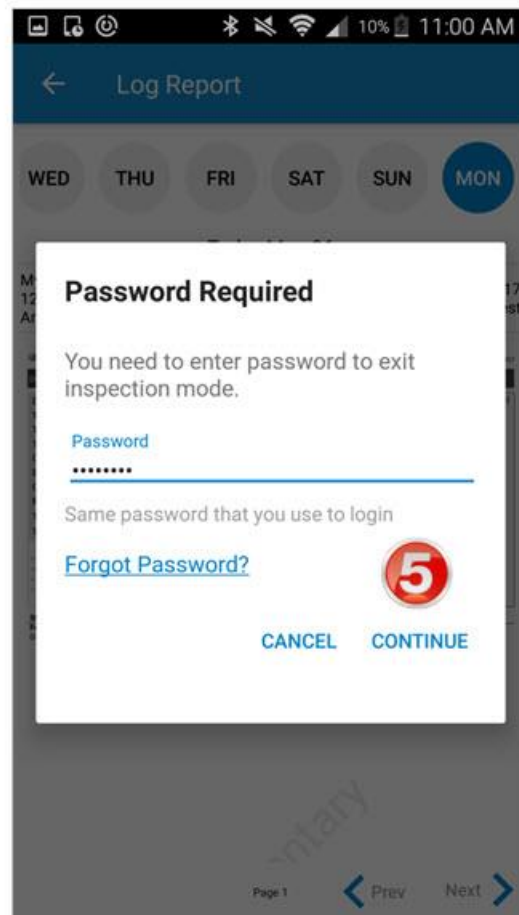 10% 11:00 AM
Log Report
WED THU FRI SAT SUN MON
Password Required
You need to enter password to exit
inspection mode.
Password
••••••••
Same password that you use to login
Forgot Password?
5
CANCEL CONTINUE
Page 1 Prev Next